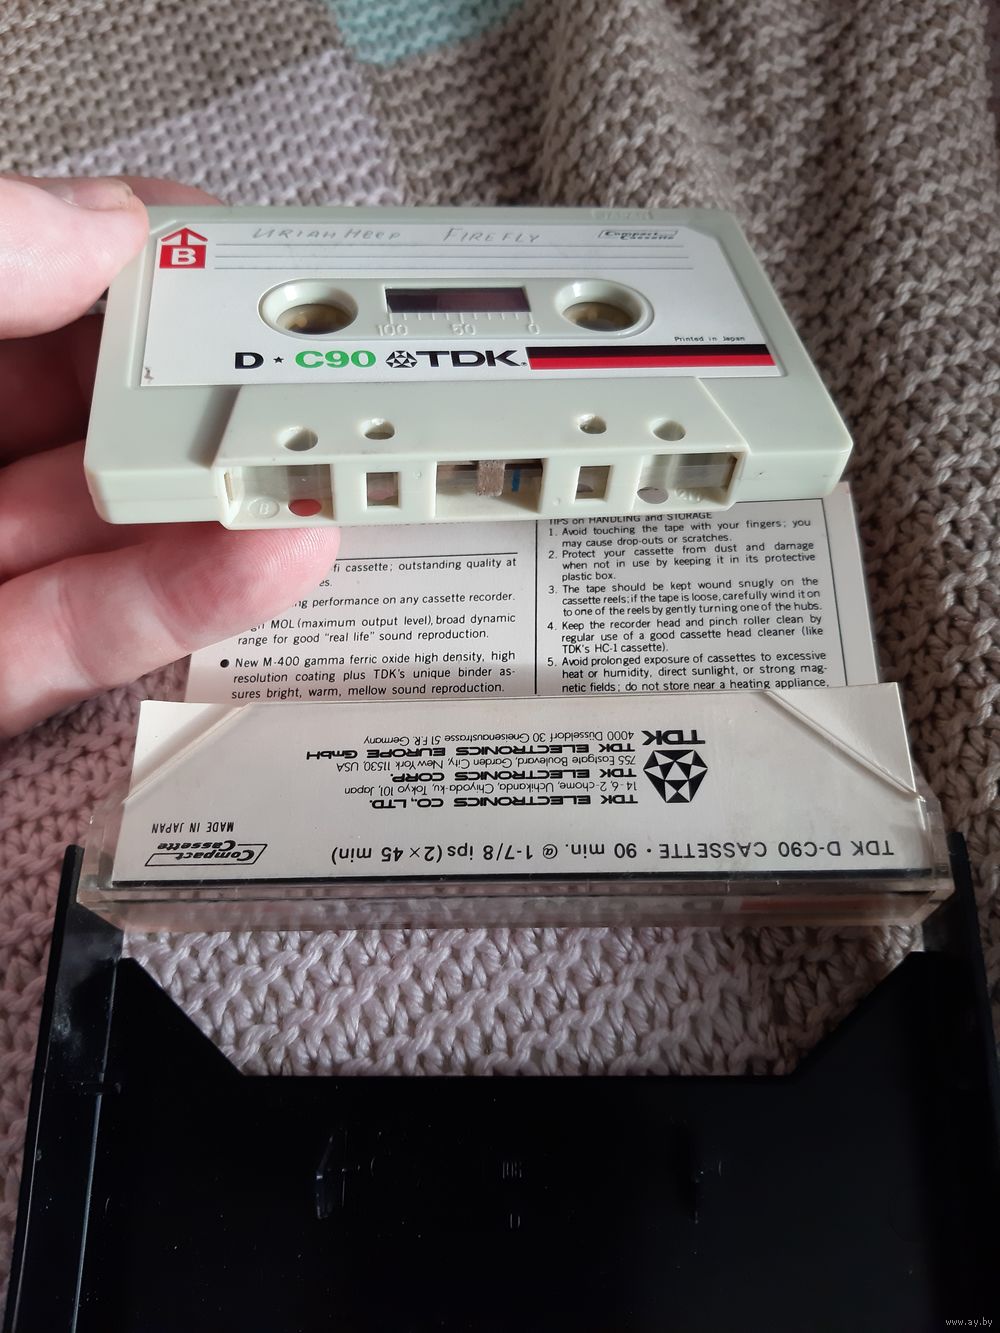 B
URIAH HEEP FIREFLY
Compact Cassette
100 50 0
Printed in Japan
D ★ C90 TDK
B
TIPS on HANDLING and STORAGE
1. Avoid touching the tape with your fingers; you
may cause drop-outs or scratches.
2. Protect your cassette from dust and damage
when not in use by keeping it in its protective
plastic box.
3. The tape should be kept wound snugly on the
cassette reels; if the tape is loose, carefully wind it on
to one of the reels by gently turning one of the hubs.
4. Keep the recorder head and pinch roller clean by
regular use of a good cassette head cleaner (like
TDK's HC-1 cassette).
5. Avoid prolonged exposure of cassettes to excessive
heat or humidity, direct sunlight, or strong mag-
netic fields; do not store near a heating appliance,
fi cassette; outstanding quality at
performance on any cassette recorder.
MOL (maximum output level), broad dynamic
range for good "real life" sound reproduction.
● New M-400 gamma ferric oxide high density, high
resolution coating plus TDK's unique binder as-
sures bright, warm, mellow sound reproduction.
TDK D-C90 CASSETTE • 90 min. @ 1-7/8 ips (2×45 min)
Compact Cassette
MADE IN JAPAN
TDK ELECTRONICS CO., LTD.
14-6, 2-chome, Uchikanda, Chiyoda-ku, Tokyo 101, Japan
TDK ELECTRONICS CORP.
755 Eastgate Boulevard, Garden City, New York 11530, USA
TDK ELECTRONICS EUROPE GmbH
4000 Düsseldorf 30 Gneisenaustrasse 51 F.R. Germany
TDK
www.ay.by